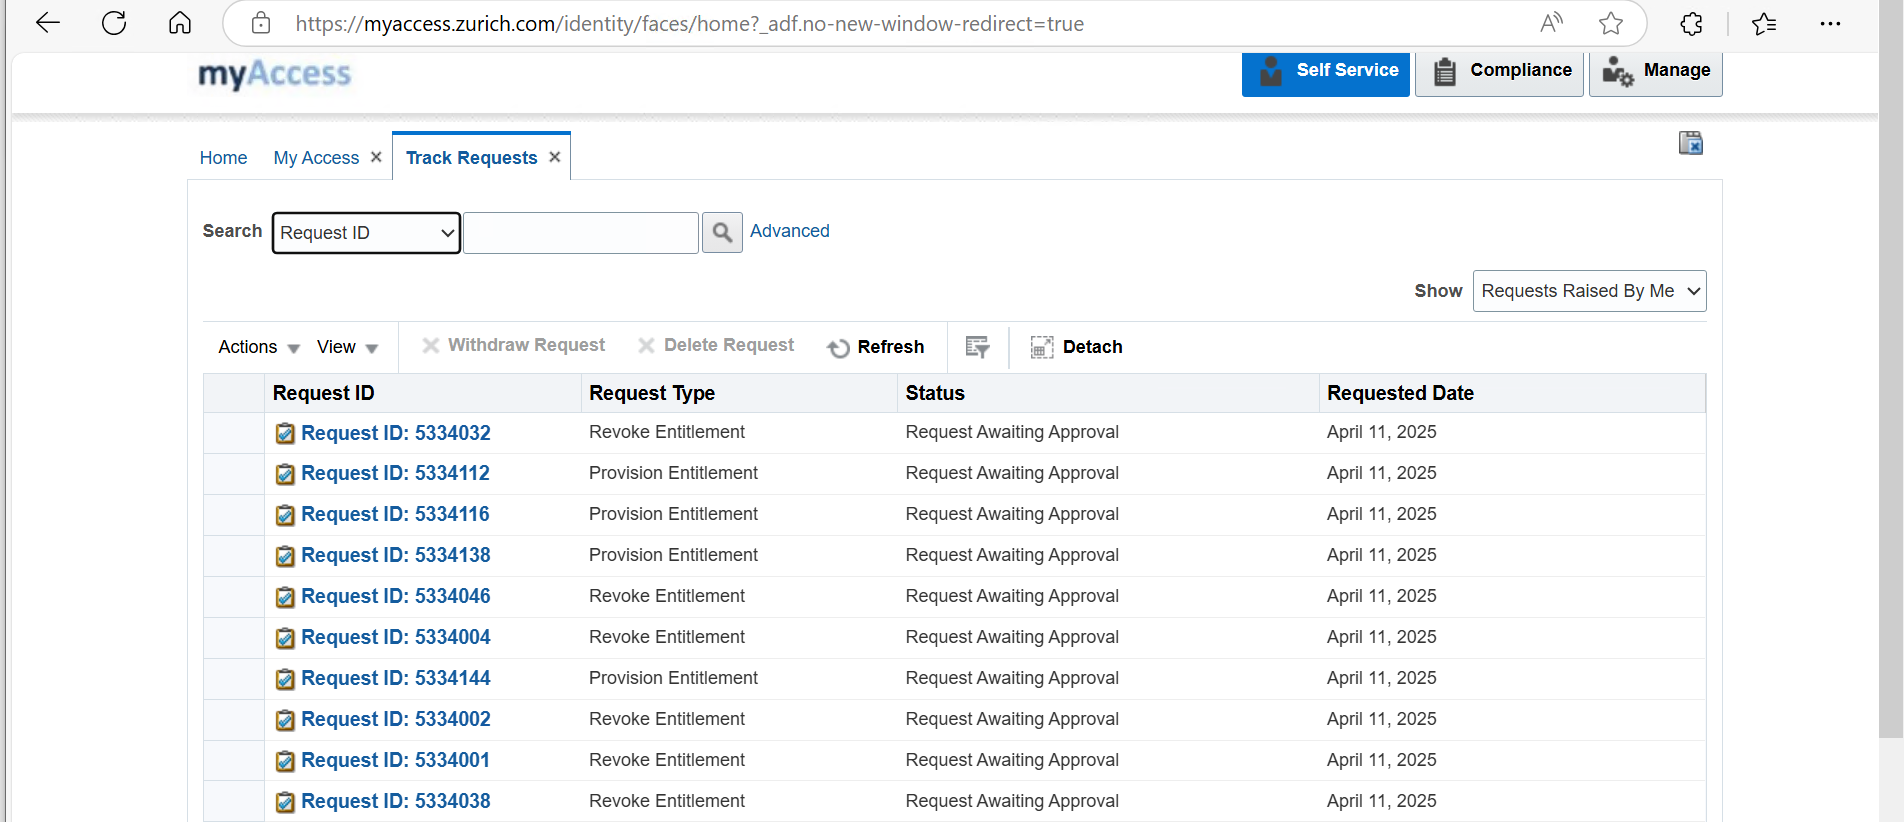 https://myaccess.zurich.com/identity/faces/home?_adf.no-new-window-redirect=true
myAccess
Self Service Compliance Manage
Home My Access Track Requests
Search Request ID Advanced
Show Requests Raised By Me
Actions View Withdraw Request Delete Request Refresh Detach
Request ID Request Type Status Requested Date
Request ID: 5334032 Revoke Entitlement Request Awaiting Approval April 11, 2025
Request ID: 5334112 Provision Entitlement Request Awaiting Approval April 11, 2025
Request ID: 5334116 Provision Entitlement Request Awaiting Approval April 11, 2025
Request ID: 5334138 Provision Entitlement Request Awaiting Approval April 11, 2025
Request ID: 5334046 Revoke Entitlement Request Awaiting Approval April 11, 2025
Request ID: 5334004 Revoke Entitlement Request Awaiting Approval April 11, 2025
Request ID: 5334144 Provision Entitlement Request Awaiting Approval April 11, 2025
Request ID: 5334002 Revoke Entitlement Request Awaiting Approval April 11, 2025
Request ID: 5334001 Revoke Entitlement Request Awaiting Approval April 11, 2025
Request ID: 5334038 Revoke Entitlement Request Awaiting Approval April 11, 2025